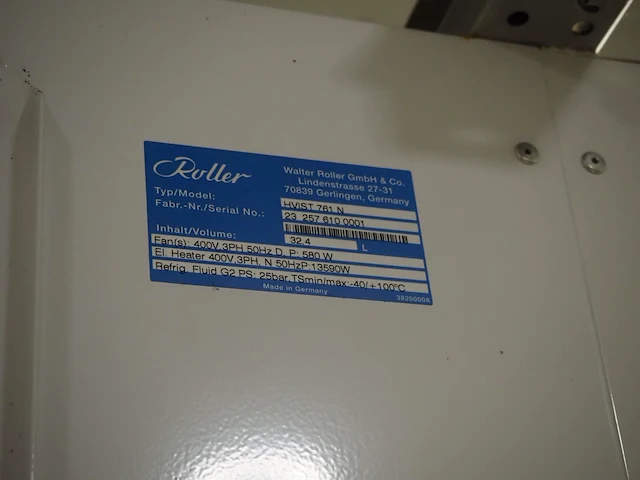 Roller
Walter Roller GmbH & Co.
Lindenstrasse 27-31
70839 Gerlingen, Germany
Typ/Model: HVIST 761 N
Fabr.-Nr./Serial No.: 23 257 610 0001
Inhalt/Volume: 32.4 L
Fan(s): 400V,3PH,50Hz D, P: 580 W
El. Heater 400V,3PH, N 50HzP:13590W
Refrig. Fluid G2 PS: 25bar,TSmin/max:-40/+100°C
Made in Germany
38260008